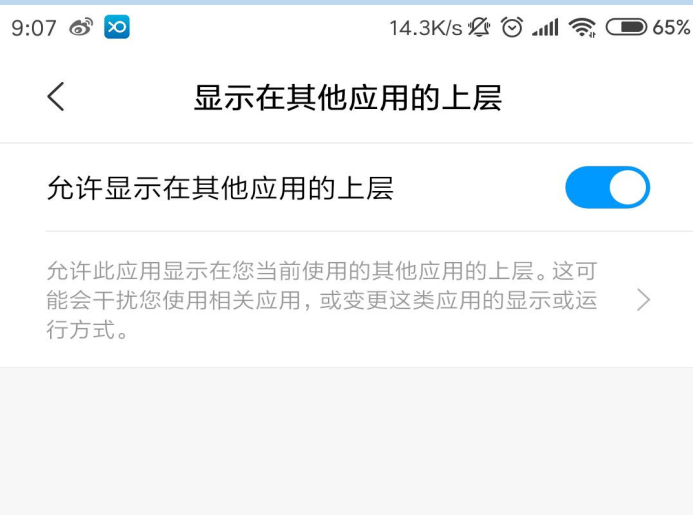 9:07 14.3K/s 65%
显示在其他应用的上层
允许显示在其他应用的上层
允许此应用显示在您当前使用的其他应用的上层。这可
能会干扰您使用相关应用，或变更这类应用的显示或运
行方式。